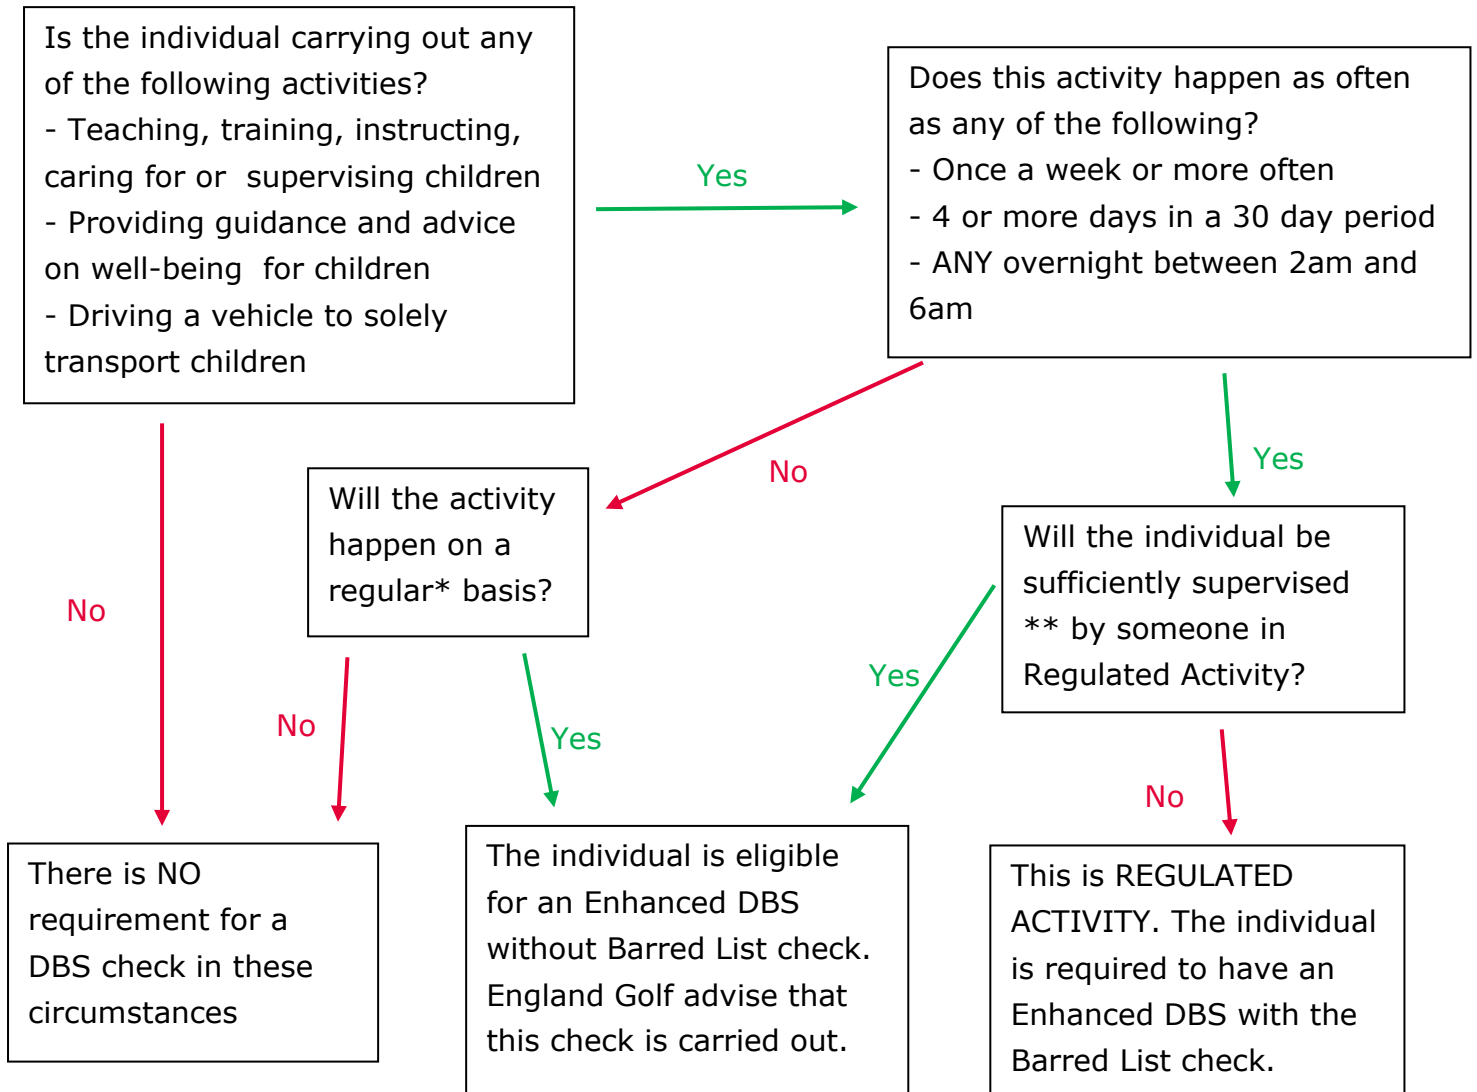 Is the individual carrying out any
of the following activities?
- Teaching, training, instructing,
caring for or  supervising children
- Providing guidance and advice
on well-being  for children
- Driving a vehicle to solely
transport children
Yes
Does this activity happen as often
as any of the following?
- Once a week or more often
- 4 or more days in a 30 day period
- ANY overnight between 2am and
6am
No
Will the activity
happen on a
regular* basis?
No
Yes
Will the individual be
sufficiently supervised
** by someone in
Regulated Activity?
No
Yes
Yes
No
There is NO
requirement for a
DBS check in these
circumstances
The individual is eligible
for an Enhanced DBS
without Barred List check.
England Golf advise that
this check is carried out.
This is REGULATED
ACTIVITY. The individual
is required to have an
Enhanced DBS with the
Barred List check.